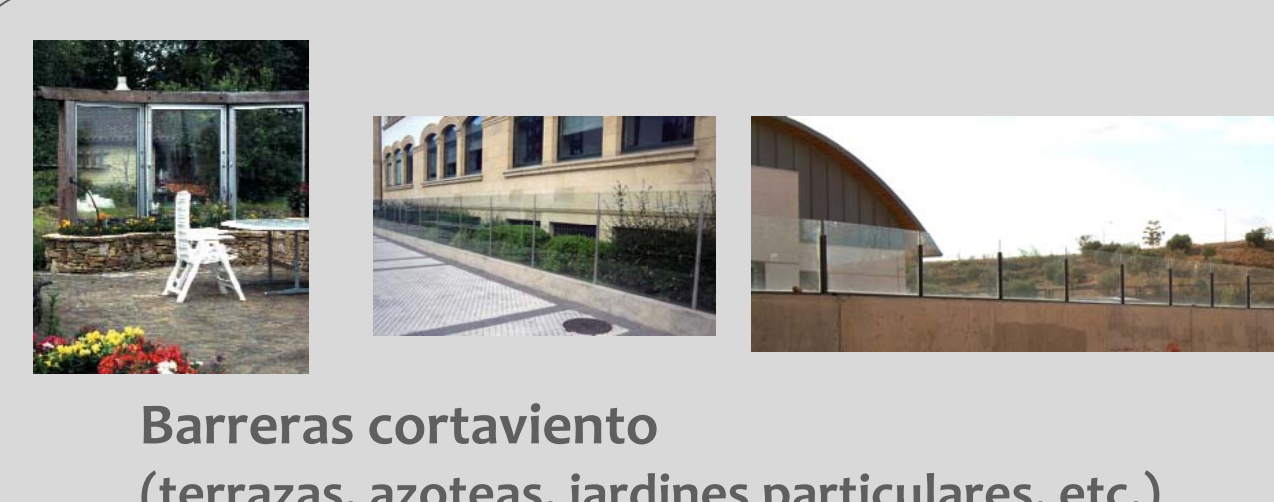 Barreras cortaviento
(terrazas, azoteas, jardines particulares, etc.)